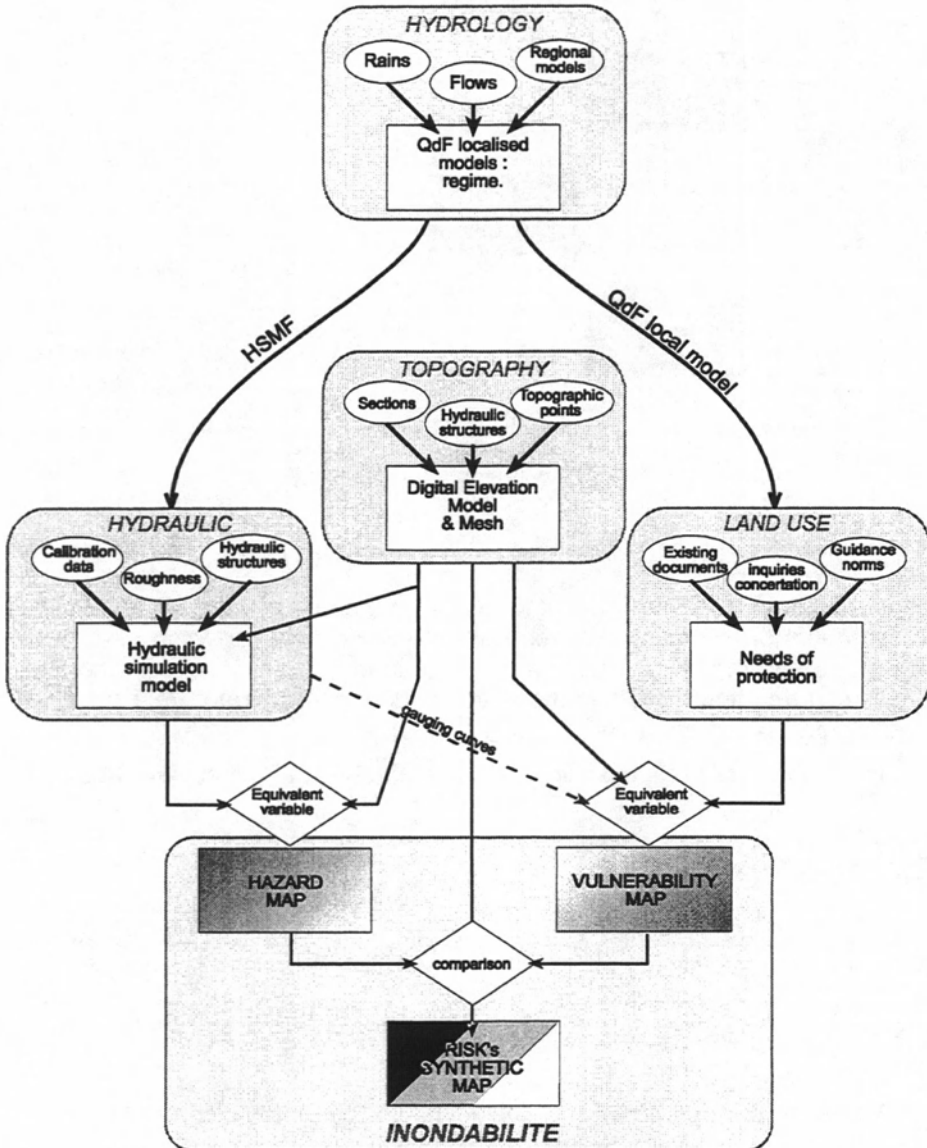 HYDROLOGY
Rains
Flows
Regional
models
QdF localised
models :
regime.
HSMF
QdF local model
TOPOGRAPHY
Sections
Hydraulic
structures
Topographic
points
Digital Elevation
Model
& Mesh
HYDRAULIC
Calibration
data
Roughness
Hydraulic
structures
Hydraulic
simulation
model
LAND USE
Existing
documents
inquiries
concertation
Guidance
norms
Needs of
protection
gauging curves
Equivalent
variable
Equivalent
variable
HAZARD
MAP
VULNERABILITY
MAP
comparison
RISK's
SYNTHETIC
MAP
INONDABILITE